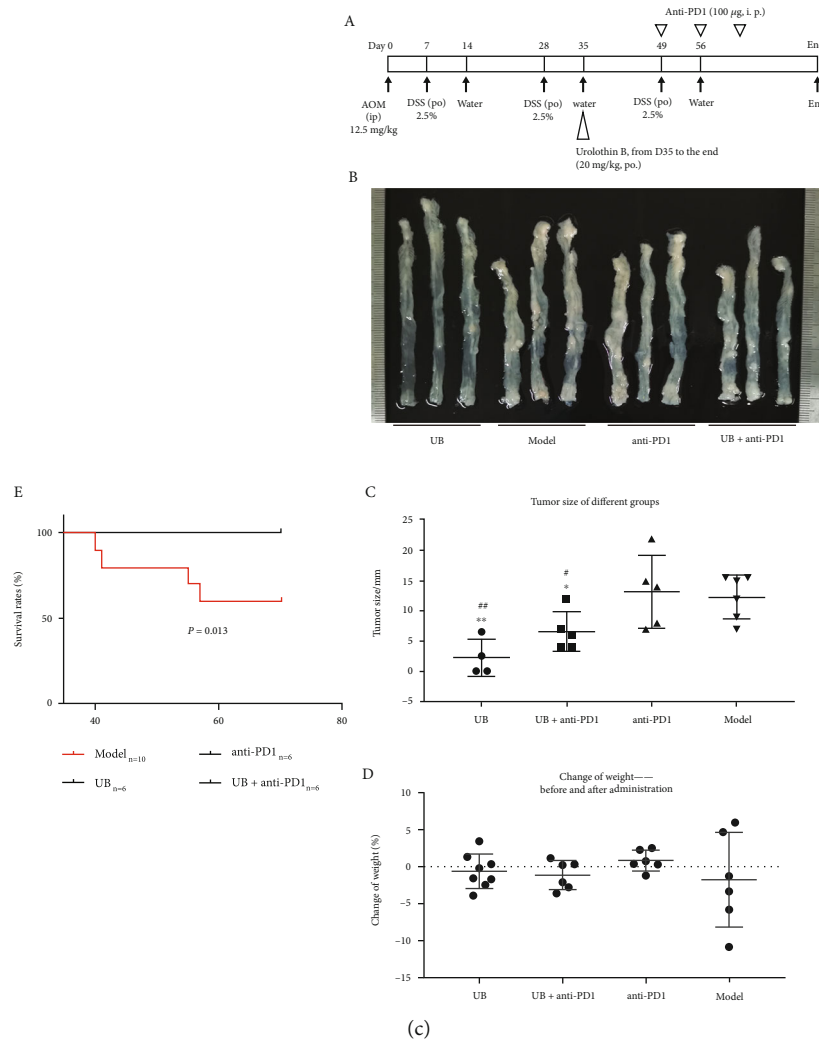 A
Anti-PD1 (100 µg, i. p.)
Day 0 7 14 28 35 49 56 En
AOM
(ip)
12.5 mg/kg
DSS (po)
2.5%
Water
DSS (po)
2.5%
water
DSS (po)
2.5%
Water
En
Urolothin B, from D35 to the end
(20 mg/kg, po.)
B
UB Model anti-PD1 UB + anti-PD1
E
Survival rates (%)
100
50
0
40 60 80
P = 0.013
Model n=10
anti-PD1 n=6
UB n=6
UB + anti-PD1 n=6
C
Tumor size of different groups
Tumor size/mm
25
20
15
10
5
0
−5
##
**
#
*
UB UB + anti-PD1 anti-PD1 Model
D
Change of weight——
before and after administration
Change of weight (%)
10
5
0
−5
−10
−15
UB UB + anti-PD1 anti-PD1 Model
(c)